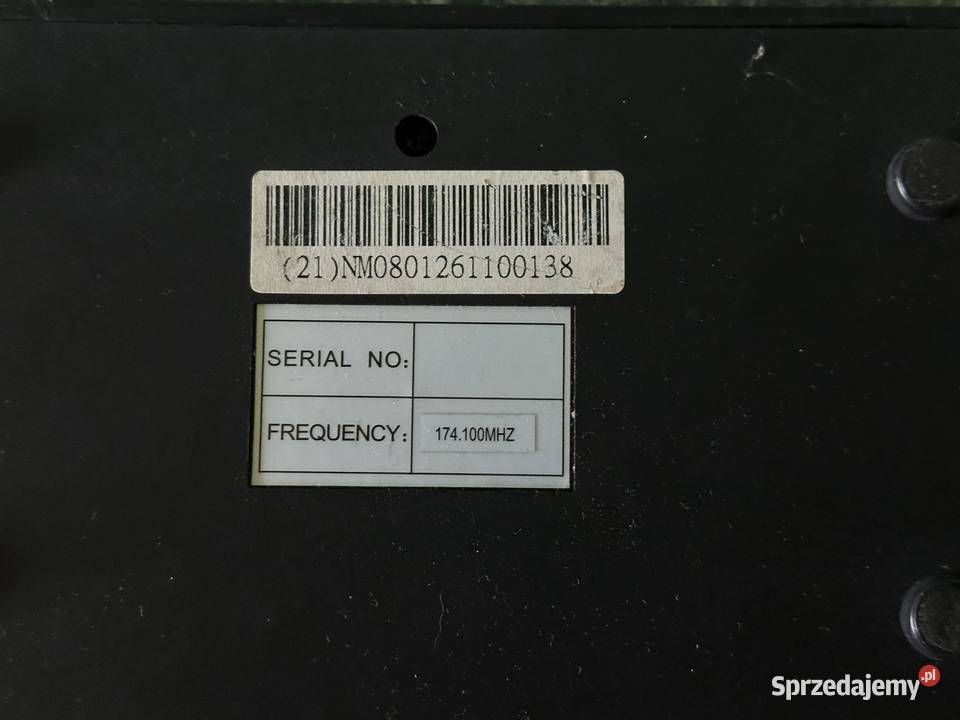 (21)NM0801261100138
SERIAL NO:
FREQUENCY: 174.100MHZ
Sprzedajemy.pl